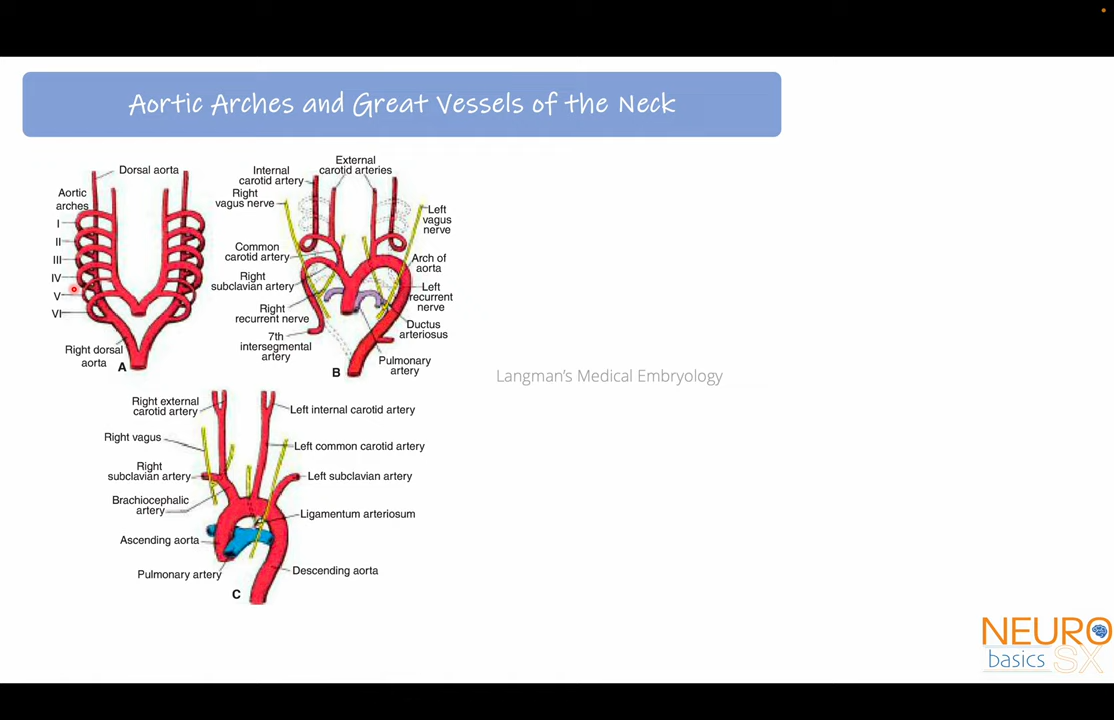 Aortic Arches and Great Vessels of the Neck
Dorsal aorta
Aortic
arches
I
II
III
IV
V
VI
Right dorsal
aorta
A
External
carotid arteries
Internal
carotid artery
Right
vagus nerve
Left
vagus
nerve
Common
carotid artery
Arch of
aorta
Right
subclavian artery
Left
recurrent
nerve
Right
recurrent nerve
Ductus
arteriosus
7th
intersegmental
artery
Pulmonary
artery
B
Langman's Medical Embryology
Right external
carotid artery
Left internal carotid artery
Right vagus
Left common carotid artery
Right
subclavian artery
Left subclavian artery
Brachiocephalic
artery
Ligamentum arteriosum
Ascending aorta
Pulmonary artery
Descending aorta
C
NEURO
basics SX